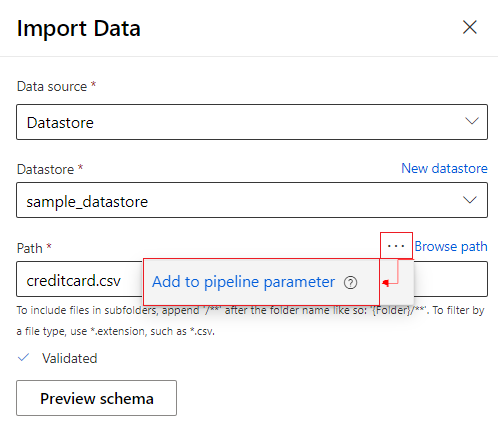 Import Data
Data source *
Datastore
Datastore *
New datastore
sample_datastore
Path *
... Browse path
creditcard.csv
Add to pipeline parameter
To include files in subfolders, append '/**' after the folder name like so: '{Folder}/**'. To filter by
a file type, use *.extension, such as *.csv.
Validated
Preview schema